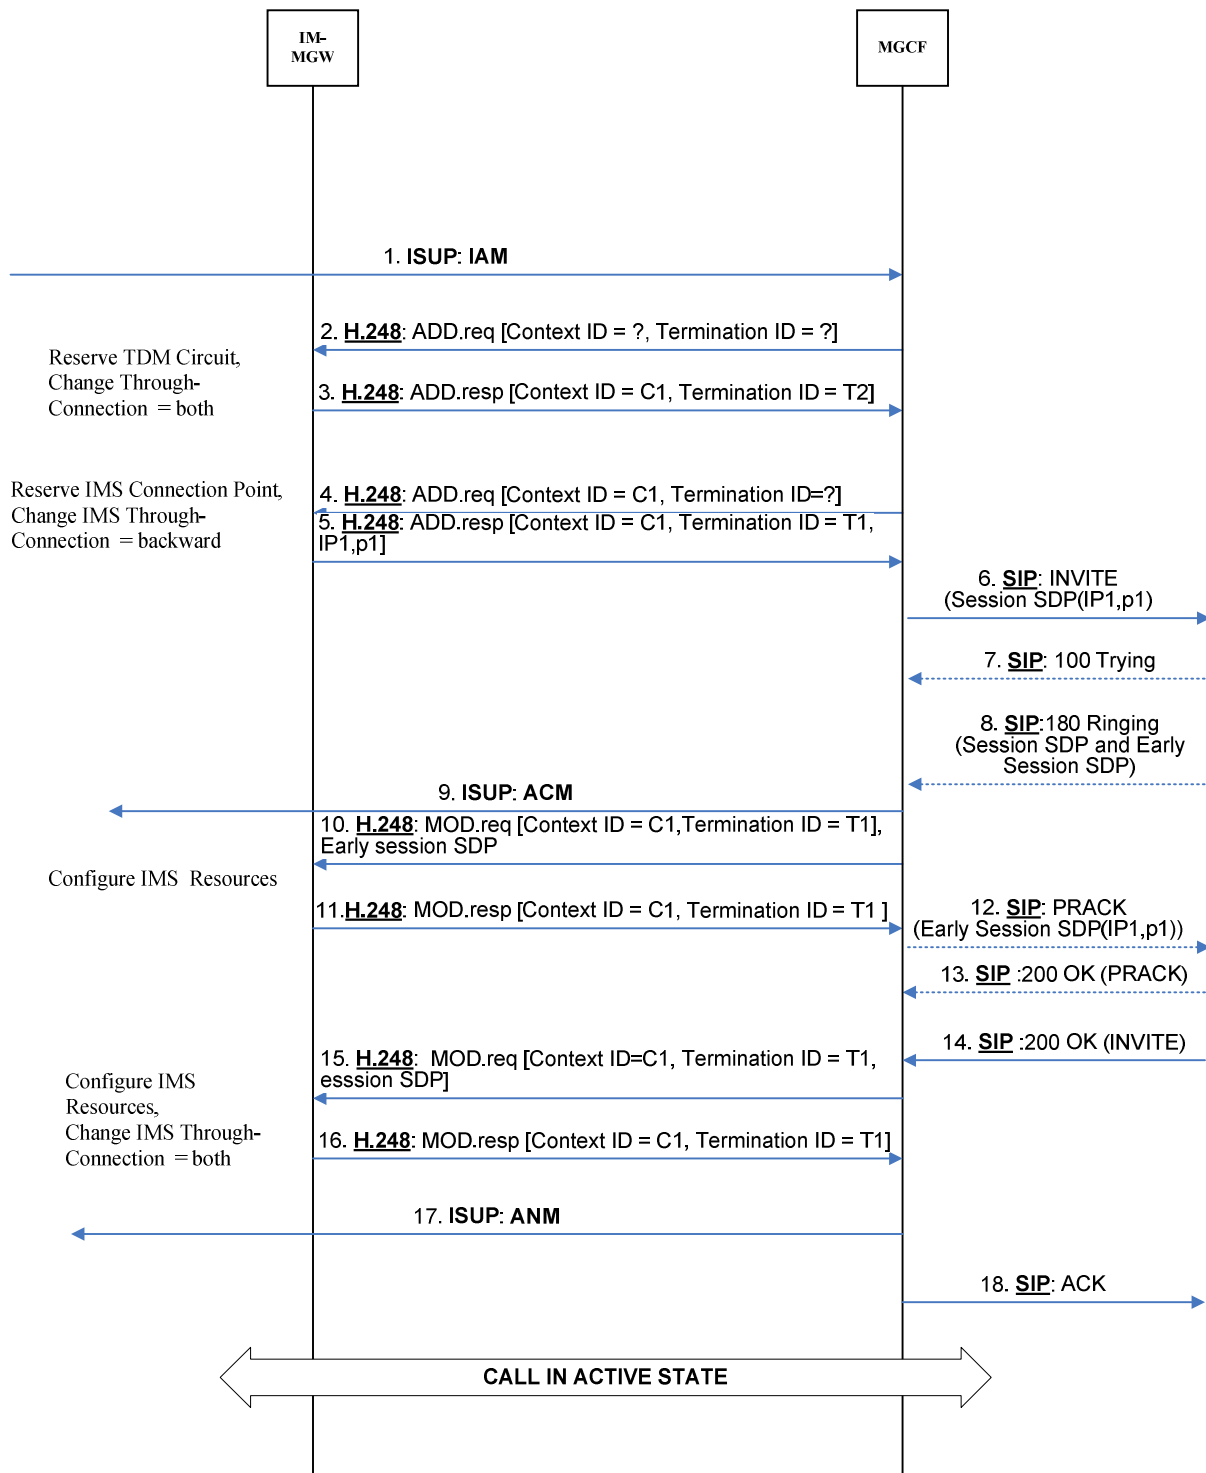 IM-
MGW
MGCF
1. ISUP: IAM
2. H.248: ADD.req [Context ID = ?, Termination ID = ?]
Reserve TDM Circuit,
Change Through-
Connection = both
3. H.248: ADD.resp [Context ID = C1, Termination ID = T2]
Reserve IMS Connection Point,
Change IMS Through-
Connection = backward
4. H.248: ADD.req [Context ID = C1, Termination ID=?]
5. H.248: ADD.resp [Context ID = C1, Termination ID = T1,
IP1,p1]
6. SIP: INVITE
(Session SDP(IP1,p1)
7. SIP: 100 Trying
8. SIP:180 Ringing
(Session SDP and Early
Session SDP)
9. ISUP: ACM
10. H.248: MOD.req [Context ID = C1,Termination ID = T1],
Early session SDP
Configure IMS Resources
11.H.248: MOD.resp [Context ID = C1, Termination ID = T1 ]
12. SIP: PRACK
(Early Session SDP(IP1,p1))
13. SIP :200 OK (PRACK)
14. SIP :200 OK (INVITE)
15. H.248: MOD.req [Context ID=C1, Termination ID = T1,
esssion SDP]
Configure IMS
Resources,
Change IMS Through-
Connection = both
16. H.248: MOD.resp [Context ID = C1, Termination ID = T1]
17. ISUP: ANM
18. SIP: ACK
CALL IN ACTIVE STATE